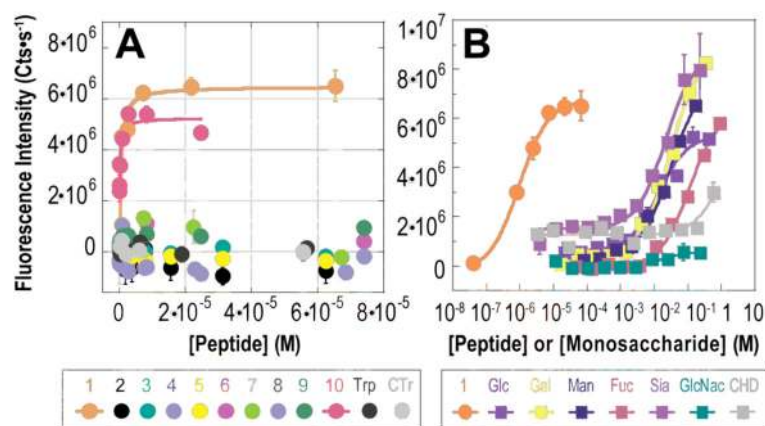 A
B
Fluorescence Intensity (Cts•s⁻¹)
8•10⁶
6•10⁶
4•10⁶
2•10⁶
0
0 2•10⁻⁵ 4•10⁻⁵ 6•10⁻⁵ 8•10⁻⁵
[Peptide] (M)
1•10⁷
8•10⁶
6•10⁶
4•10⁶
2•10⁶
0
10⁻⁸ 10⁻⁷ 10⁻⁶ 10⁻⁵ 10⁻⁴ 10⁻³ 10⁻² 10⁻¹ 10
[Peptide] or [Monosaccharide] (M)
1 2 3 4 5 6 7 8 9 10 Trp CTr
1 Glc Gal Man Fuc Sia GlcNac CHD